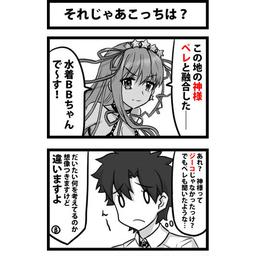 それじゃあこっちは？
この地の神様
ペレと融合した――
水着ＢＢちゃん
で～す！
あれ？　神様って
ジーコじゃなかったっけ？
でもペレも聞いたような…
だいたい何を考えてるのか
想像つきますけど
違いますよ